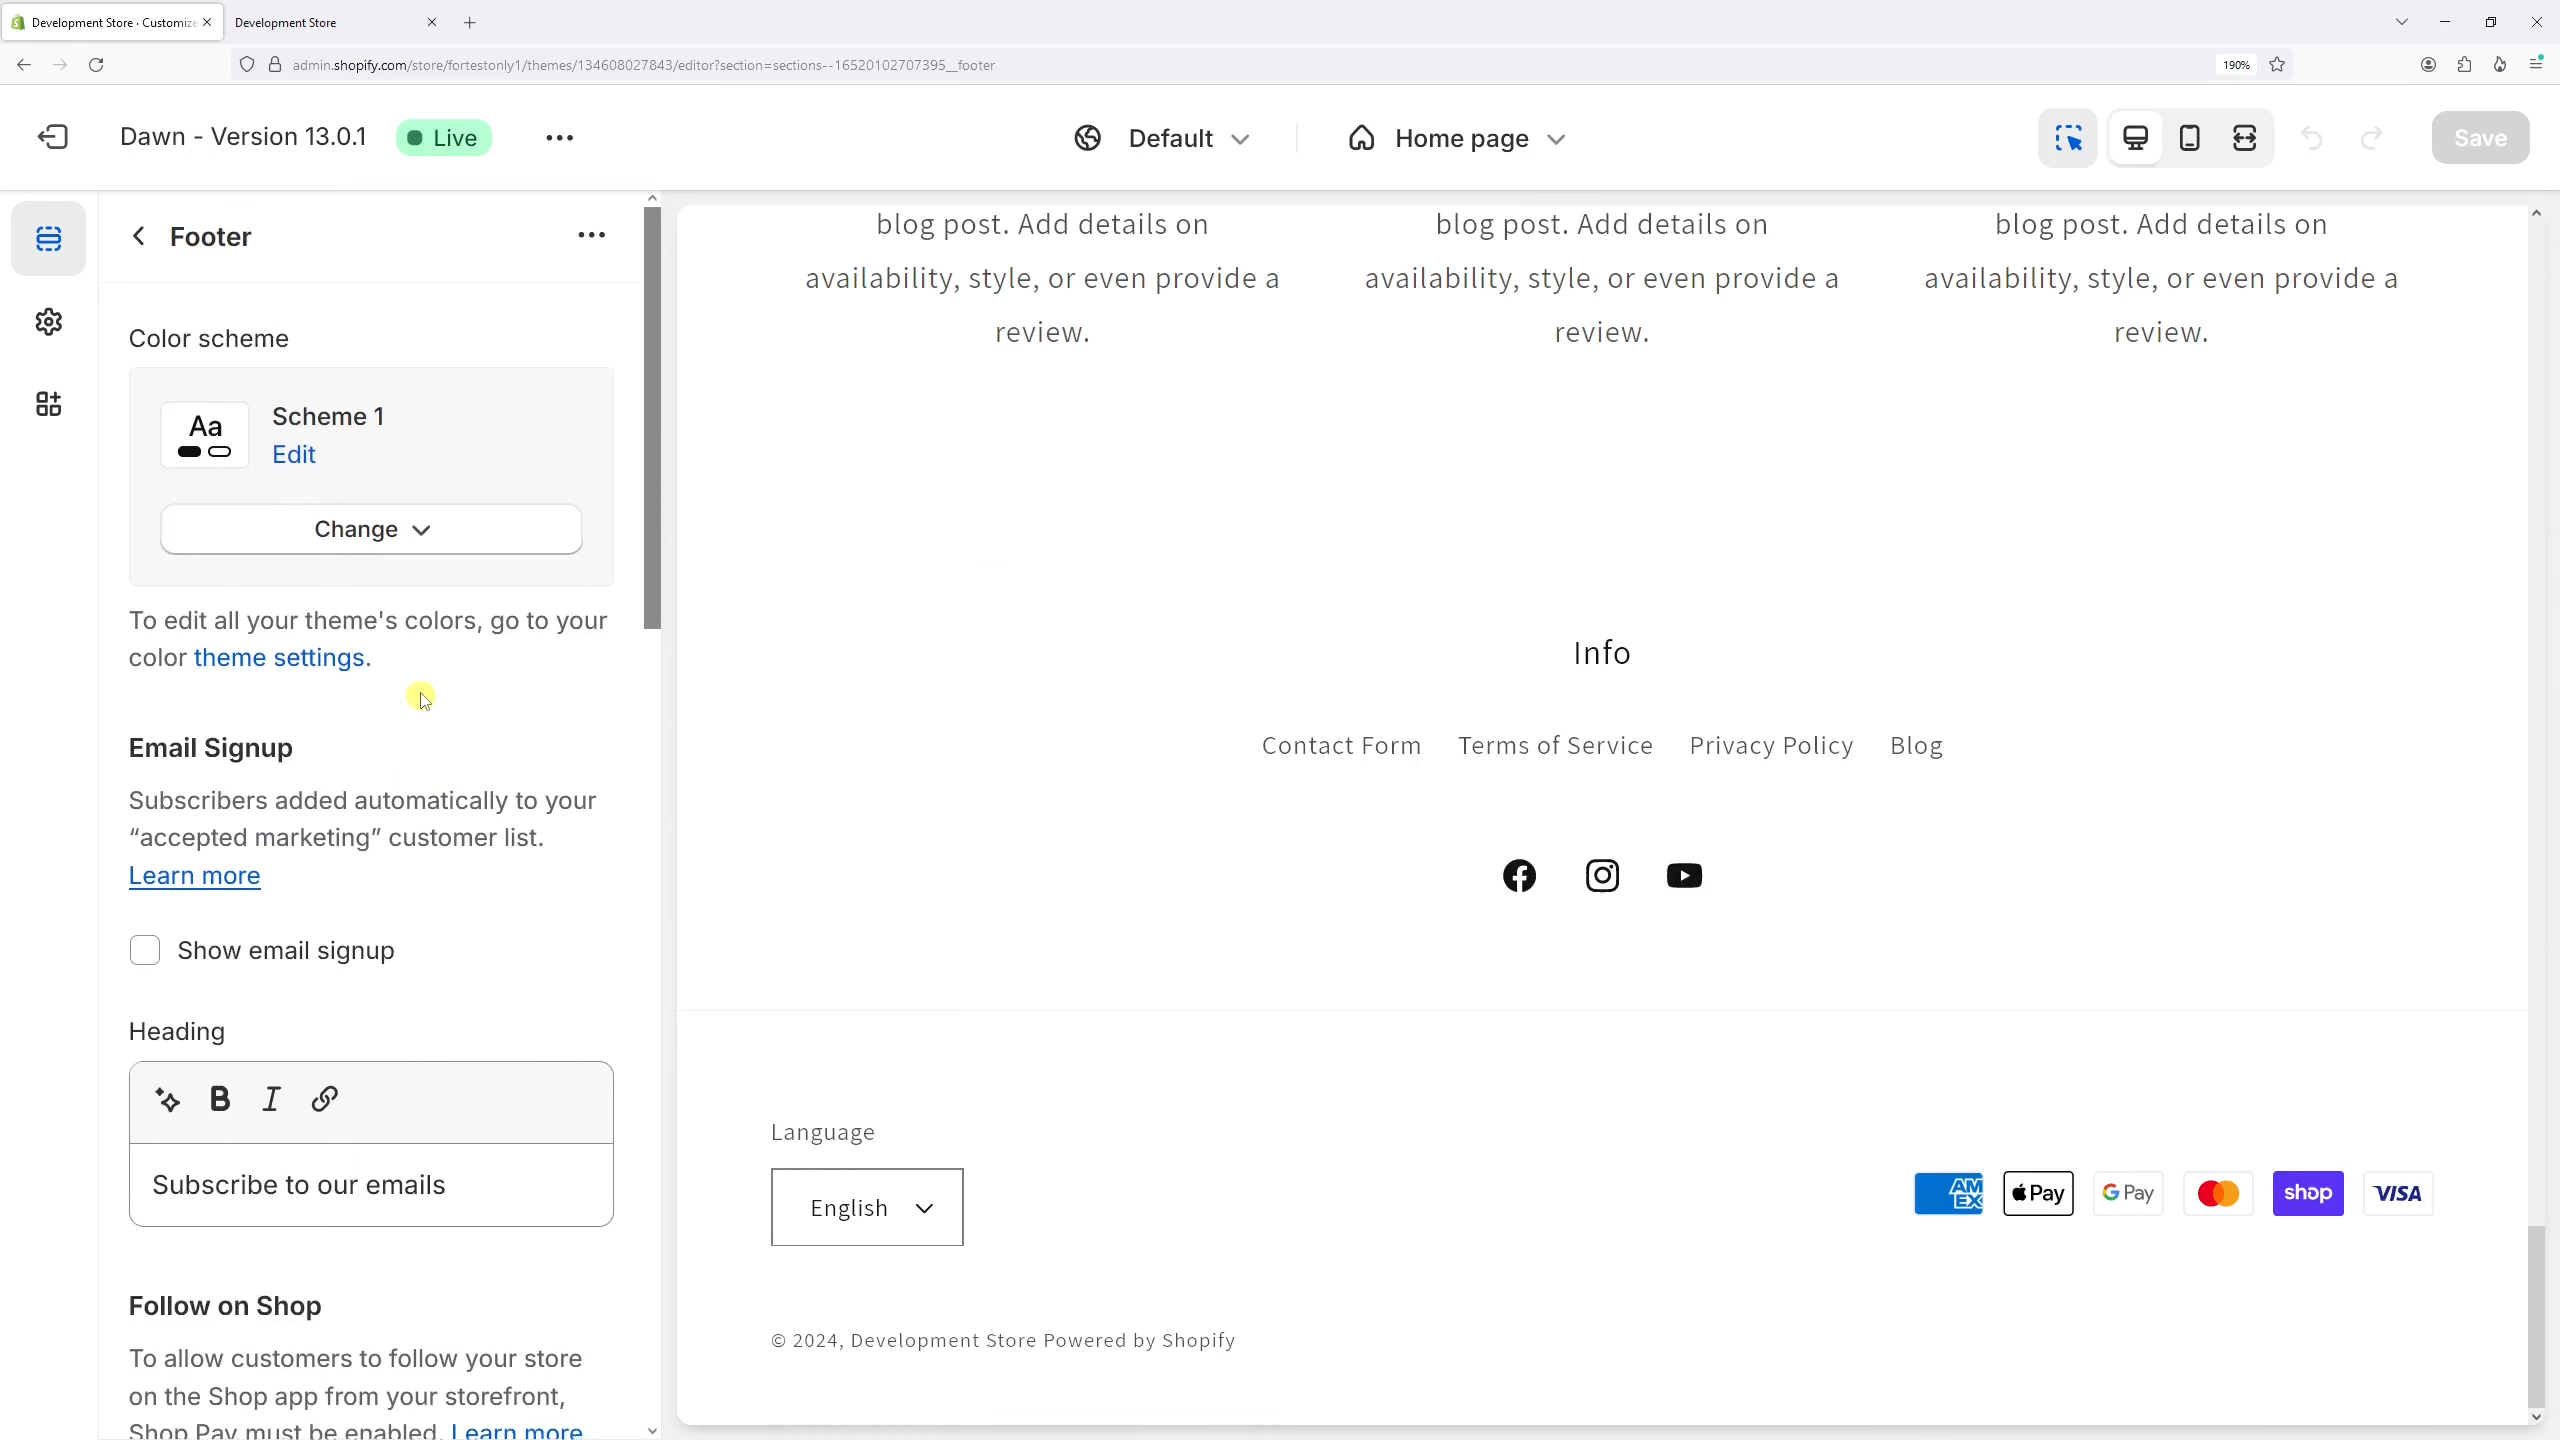 Development Store · Customize
Development Store
admin.shopify.com/store/fortestonly1/themes/134608027843/editor?section=sections--16520102707395__footer
190%
Dawn - Version 13.0.1
Live
Default
Home page
Save
Footer
Color scheme
Aa
Scheme 1
Edit
Change
To edit all your theme's colors, go to your
color theme settings.
Email Signup
Subscribers added automatically to your
“accepted marketing” customer list.
Learn more
Show email signup
Heading
B I
Subscribe to our emails
Follow on Shop
To allow customers to follow your store
on the Shop app from your storefront,
Shop Pay must be enabled. Learn more
blog post. Add details on
availability, style, or even provide a
review.
blog post. Add details on
availability, style, or even provide a
review.
blog post. Add details on
availability, style, or even provide a
review.
Info
Contact Form Terms of Service Privacy Policy Blog
Language
English
AM
EX
Pay
G Pay
shop
VISA
© 2024, Development Store Powered by Shopify